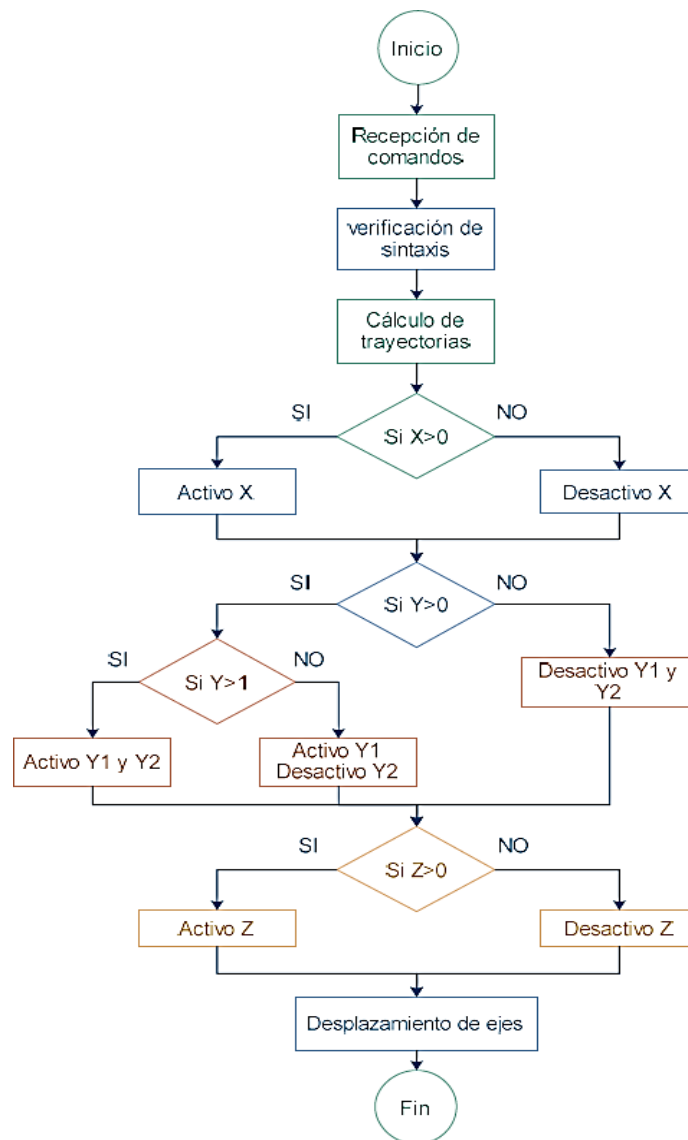 Inicio
Recepción de
comandos
verificación de
sintaxis
Cálculo de
trayectorias
SI
NO
Si X>0
Activo X
Desactivo X
SI
NO
Si Y>0
SI
NO
Si Y>1
Desactivo Y1 y
Y2
Activo Y1 y Y2
Activo Y1
Desactivo Y2
SI
NO
Si Z>0
Activo Z
Desactivo Z
Desplazamiento de ejes
Fin